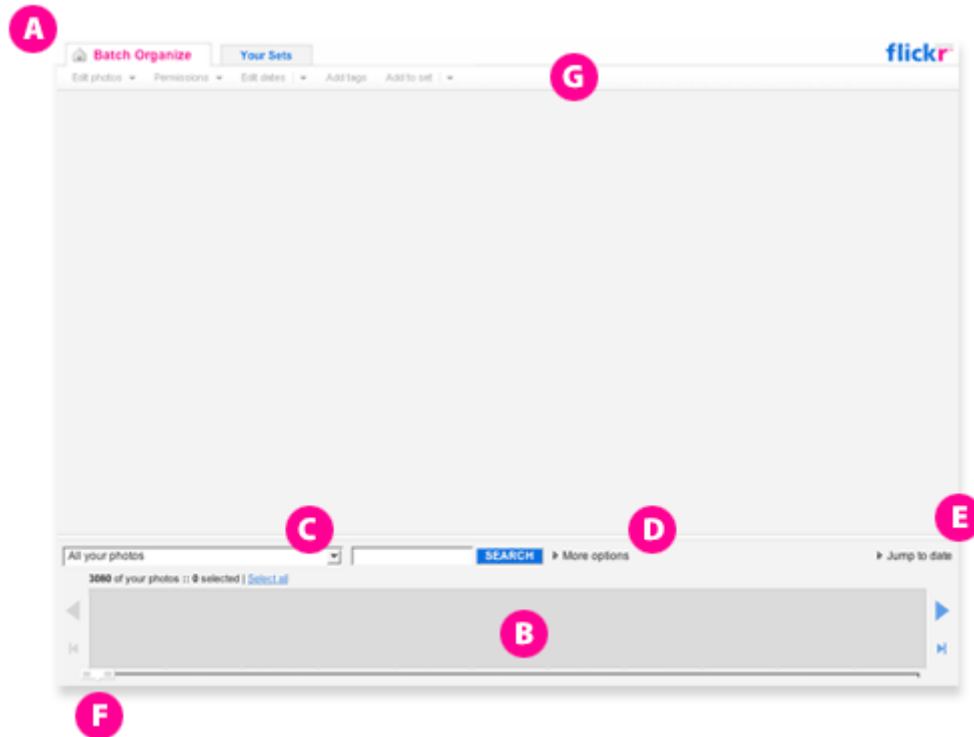 A
Batch Organize Your Sets flickr
Edit photos Permissions Edit dates Add tags Add to set
G
C D E
All your photos SEARCH More options Jump to date
3080 of your photos :: 0 selected | Select all
B
F